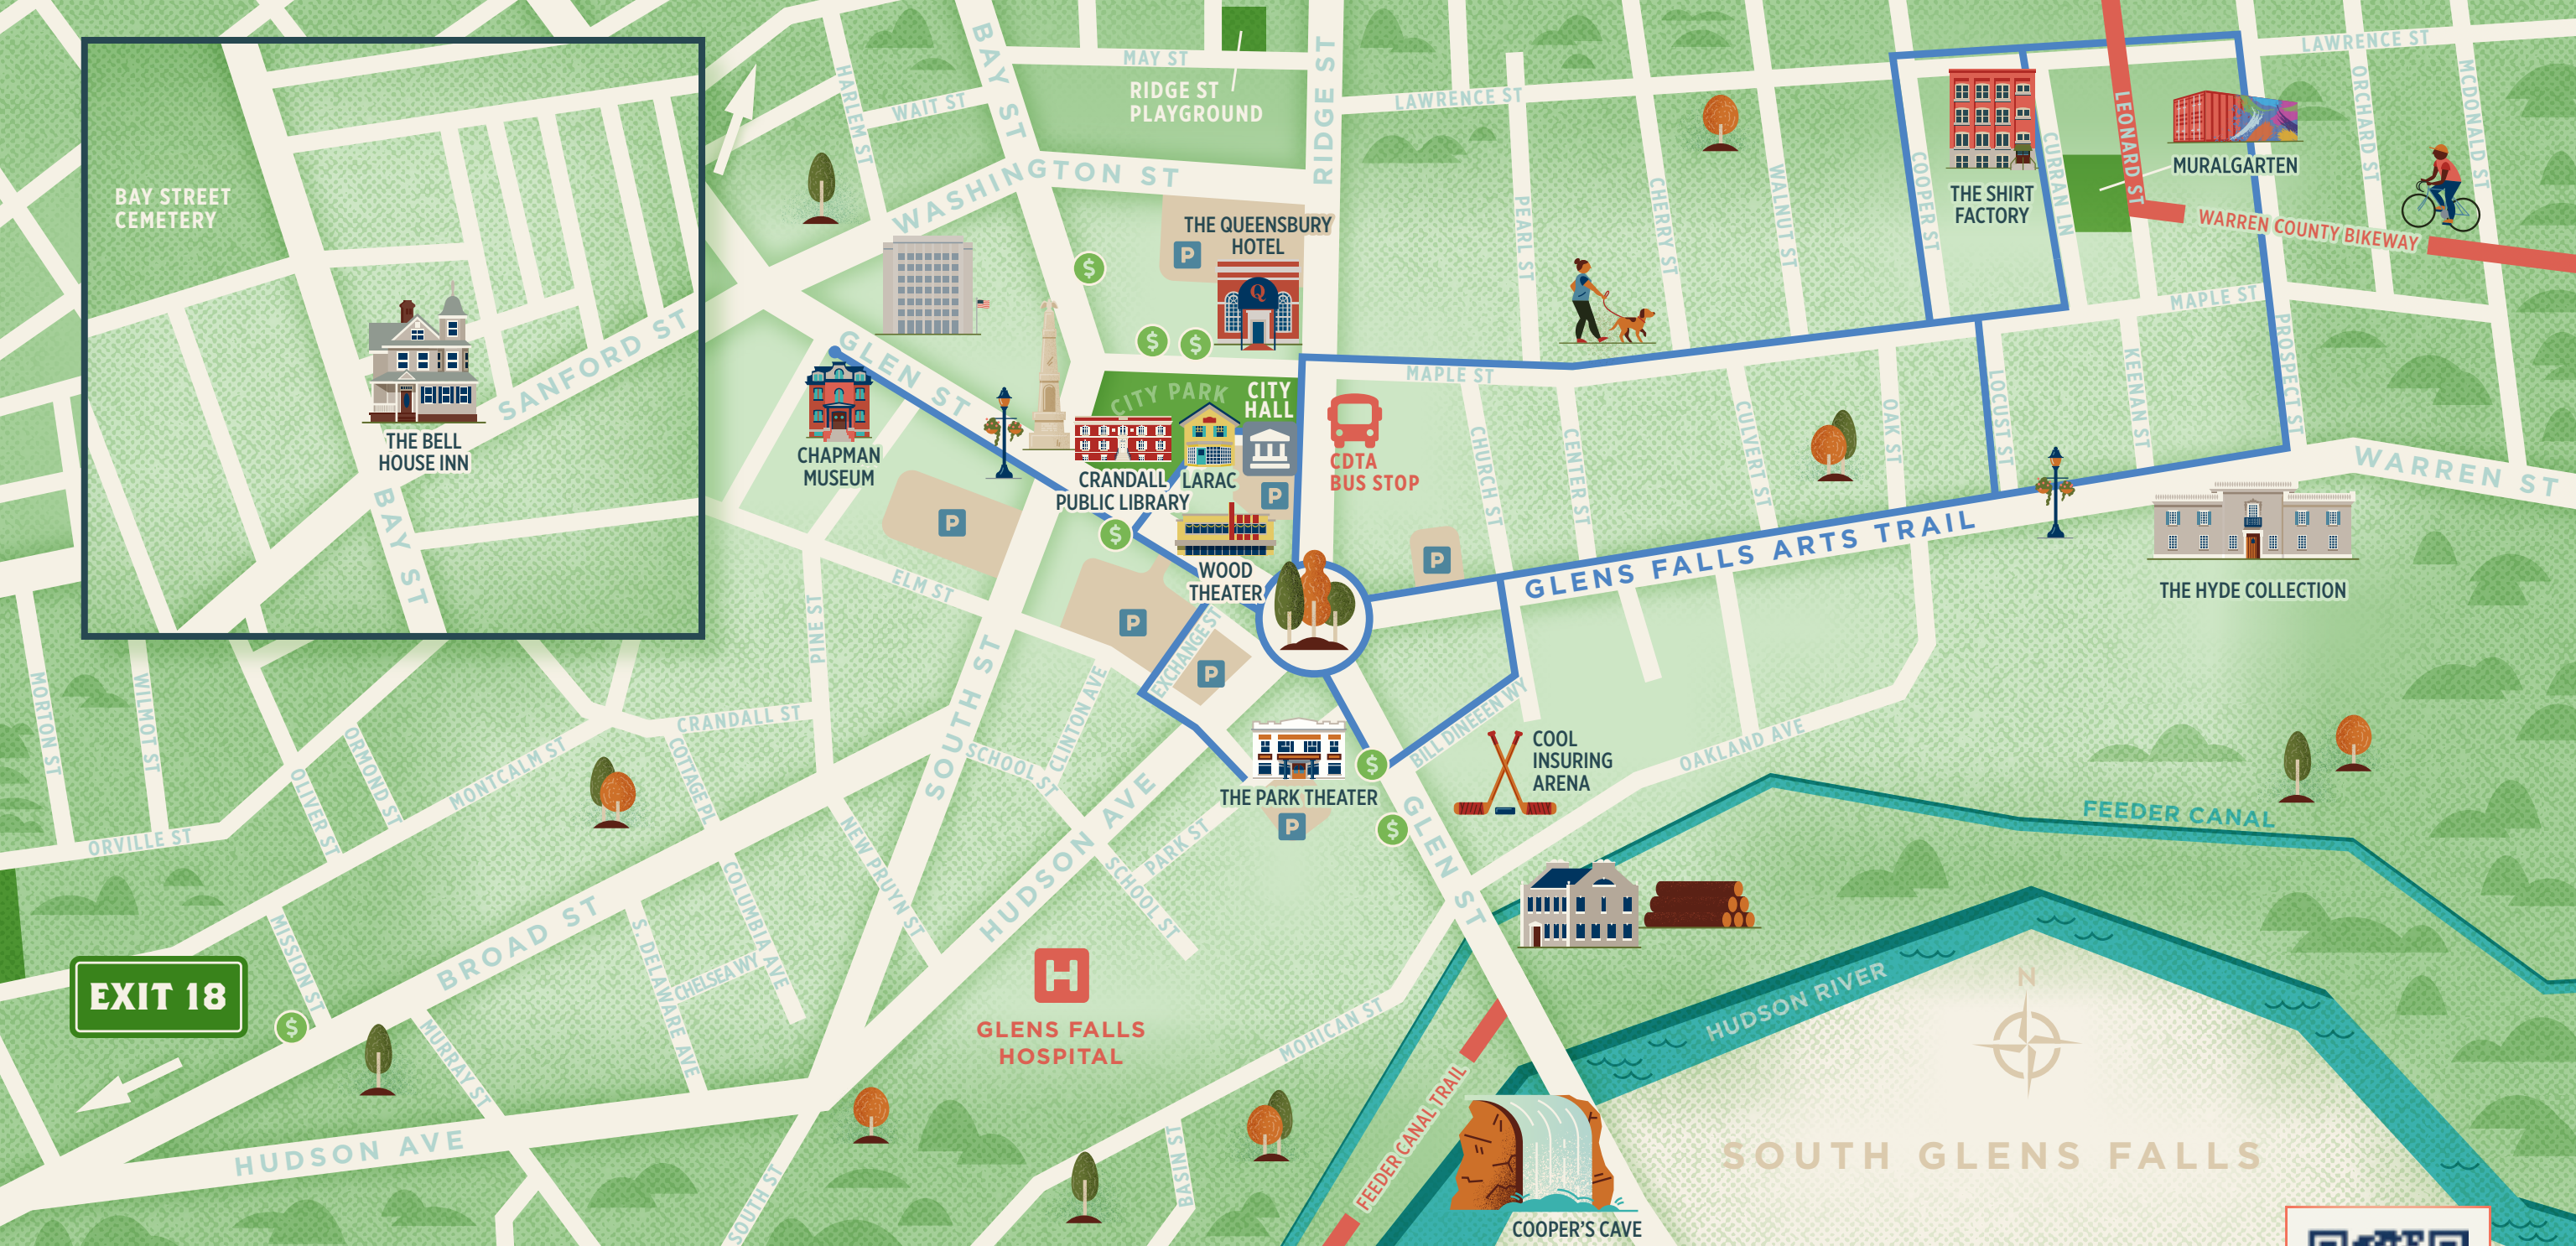 BAY STREET
CEMETERY
THE BELL
HOUSE INN
SANFORD ST
BAY ST
HARLEM ST
WAIT ST
BAY ST
MAY ST
RIDGE ST
PLAYGROUND
RIDGE ST
WASHINGTON ST
LAWRENCE ST
LAWRENCE ST
PEARL ST
CHERRY ST
WALNUT ST
COOPER ST
CURRAN LN
LEONARD ST
ORCHARD ST
MCDONALD ST
THE SHIRT
FACTORY
MURALGARTEN
WARREN COUNTY BIKEWAY
MAPLE ST
PROSPECT ST
KEENAN ST
LOCUST ST
OAK ST
CULVERT ST
CENTER ST
CHURCH ST
MAPLE ST
THE QUEENSBURY
HOTEL
P
Q
$
$
$
GLEN ST
CITY PARK
CITY
HALL
CDTA
BUS STOP
CHAPMAN
MUSEUM
CRANDALL
PUBLIC LIBRARY
LARAC
P
P
$
WOOD
THEATER
P
P
P
WARREN ST
GLENS FALLS ARTS TRAIL
THE HYDE COLLECTION
ELM ST
PINE ST
EXCHANGE ST
SOUTH ST
CLINTON AVE
SCHOOL ST
HUDSON AVE
PARK ST
SCHOOL ST
THE PARK THEATER
P
$
$
BILL DINEEEN WY
COOL
INSURING
ARENA
OAKLAND AVE
GLEN ST
FEEDER CANAL
MORTON ST
WILMOT ST
ORVILLE ST
OLIVER ST
ORMOND ST
MONTCALM ST
CRANDALL ST
COTTAGE PL
NEW PRUYN ST
COLUMBIA AVE
BROAD ST
MISSION ST
S. DELAWARE AVE
CHELSEA WY
MURRAY ST
EXIT 18
$
HUDSON AVE
SOUTH ST
H
GLENS FALLS
HOSPITAL
MOHICAN ST
BASIN ST
FEEDER CANAL TRAIL
HUDSON RIVER
COOPER'S CAVE
N
SOUTH GLENS FALLS